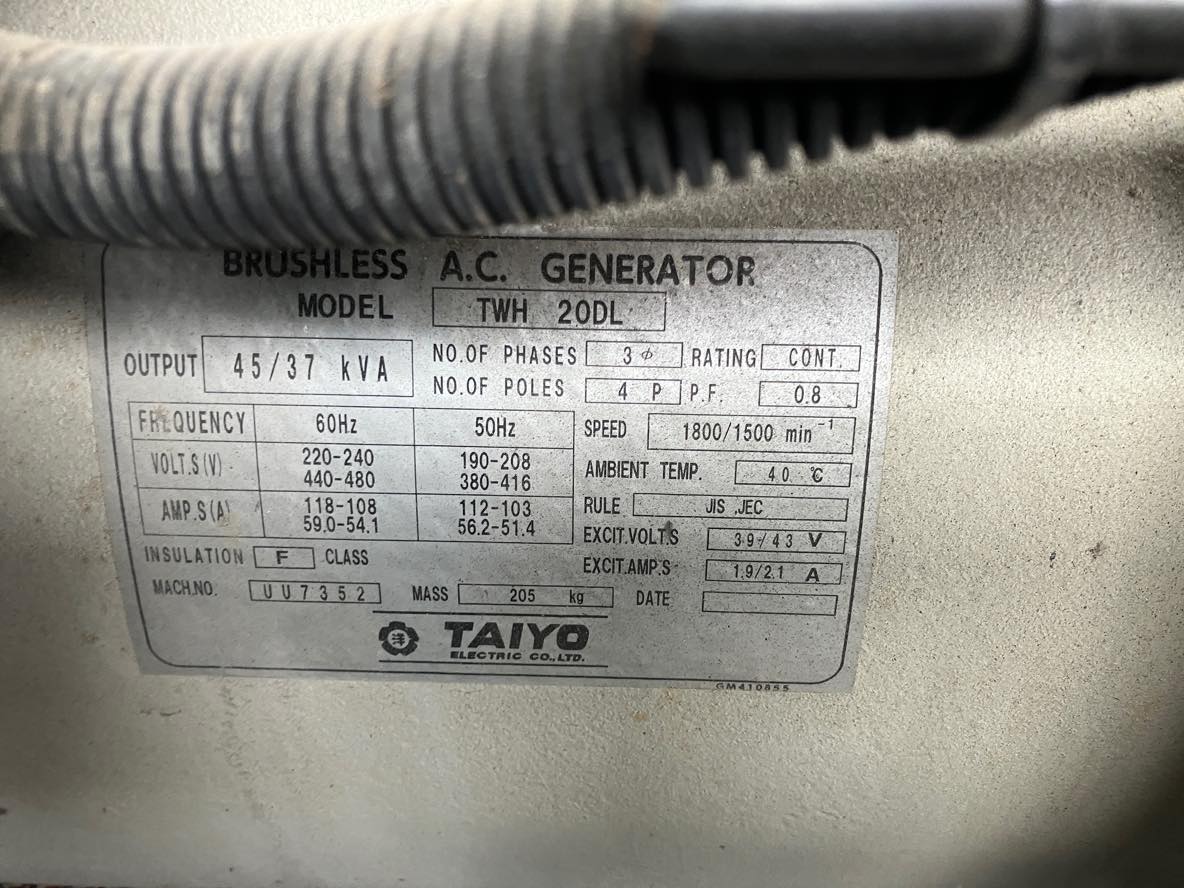 BRUSHLESS A.C. GENERATOR
MODEL TWH 20DL
OUTPUT 45/37 kVA
NO.OF PHASES 3φ RATING CONT.
NO.OF POLES 4 P P.F. 0.8
FREQUENCY 60Hz 50Hz
SPEED 1800/1500 min⁻¹
VOLT.S(V) 220-240 190-208
440-480 380-416
AMBIENT TEMP. 40 ℃
AMP.S(A) 118-108 112-103
59.0-54.1 56.2-51.4
RULE JIS .JEC
EXCIT.VOLT.S 39/43 V
INSULATION F CLASS
EXCIT.AMP.S 1.9/2.1 A
MACH.NO. UU7352 MASS 205 kg DATE
TAIYO
ELECTRIC CO.,LTD.
GM410855